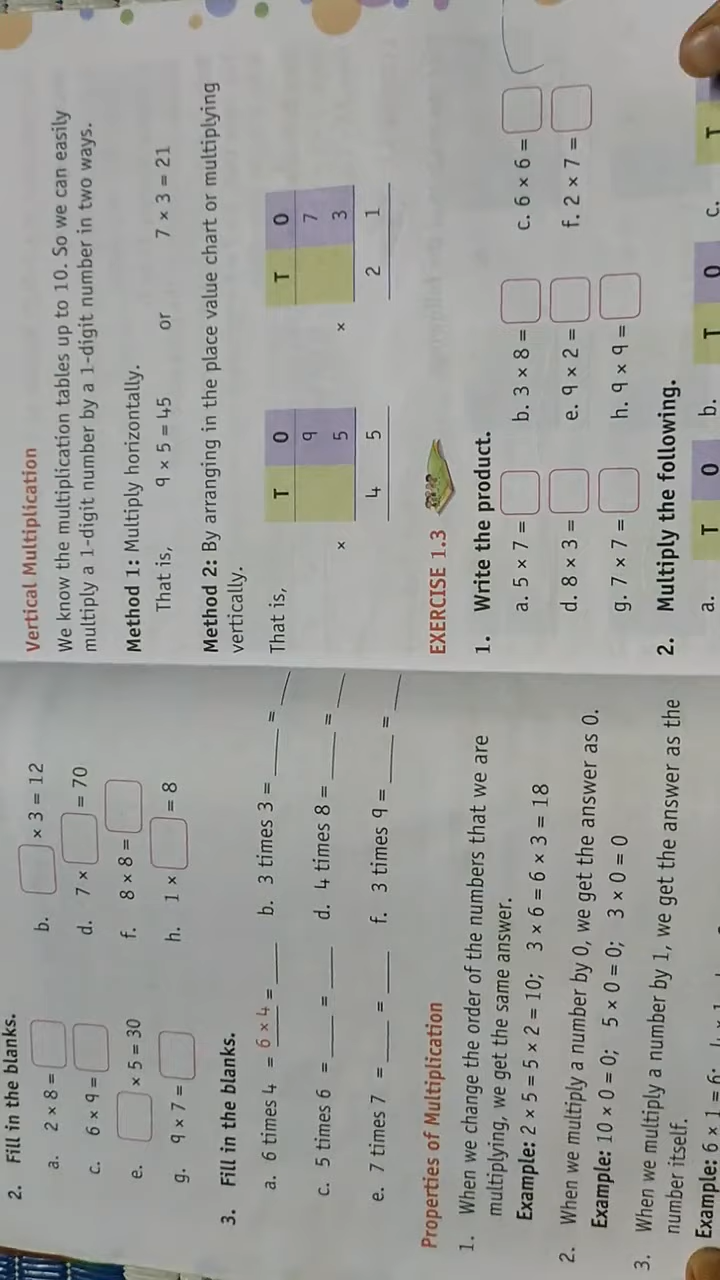 2. Fill in the blanks.
a. 2 × 8 =
b. × 3 = 12
c. 6 × 9 =
d. 7 × = 70
e. × 5 = 30
f. 8 × 8 =
g. 9 × 7 =
h. 1 × = 8
3. Fill in the blanks.
a. 6 times 4 = 6 × 4 = ___
b. 3 times 3 = ___ = ___
c. 5 times 6 = ___ = ___
d. 4 times 8 = ___ = ___
e. 7 times 7 = ___ = ___
f. 3 times 9 = ___ = ___
Properties of Multiplication
1. When we change the order of the numbers that we are
multiplying, we get the same answer.
Example: 2 × 5 = 5 × 2 = 10; 3 × 6 = 6 × 3 = 18
2. When we multiply a number by 0, we get the answer as 0.
Example: 10 × 0 = 0; 5 × 0 = 0; 3 × 0 = 0
3. When we multiply a number by 1, we get the answer as the
number itself.
Example: 6 × 1 = 6;
Vertical Multiplication
We know the multiplication tables up to 10. So we can easily
multiply a 1-digit number by a 1-digit number in two ways.
Method 1: Multiply horizontally.
That is, 9 × 5 = 45 or 7 × 3 = 21
Method 2: By arranging in the place value chart or multiplying
vertically.
That is,
T O T O
9 7
× 5 × 3
4 5 2 1
EXERCISE 1.3
1. Write the product.
a. 5 × 7 = b. 3 × 8 = c. 6 × 6 =
d. 8 × 3 = e. 9 × 2 = f. 2 × 7 =
g. 7 × 7 = h. 9 × 9 =
2. Multiply the following.
a. T O b. T O c. T